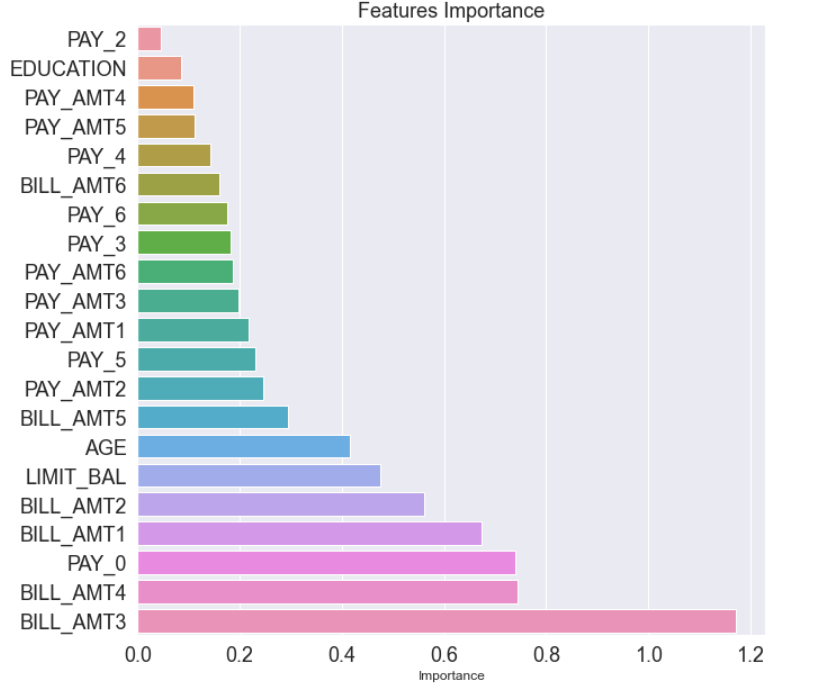 Features Importance
PAY_2
EDUCATION
PAY_AMT4
PAY_AMT5
PAY_4
BILL_AMT6
PAY_6
PAY_3
PAY_AMT6
PAY_AMT3
PAY_AMT1
PAY_5
PAY_AMT2
BILL_AMT5
AGE
LIMIT_BAL
BILL_AMT2
BILL_AMT1
PAY_0
BILL_AMT4
BILL_AMT3
0.0 0.2 0.4 0.6 0.8 1.0 1.2
Importance